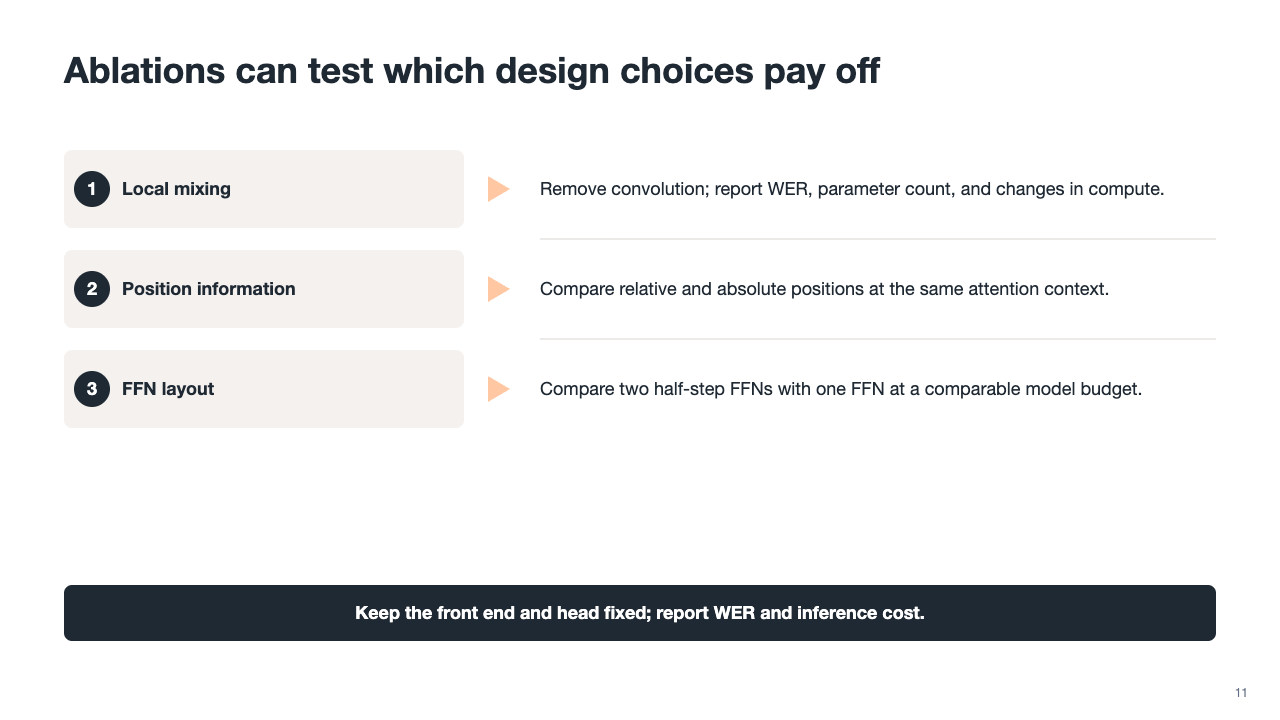 Ablations can test which design choices pay off
1 Local mixing
Remove convolution; report WER, parameter count, and changes in compute.
2 Position information
Compare relative and absolute positions at the same attention context.
3 FFN layout
Compare two half-step FFNs with one FFN at a comparable model budget.
Keep the front end and head fixed; report WER and inference cost.
11